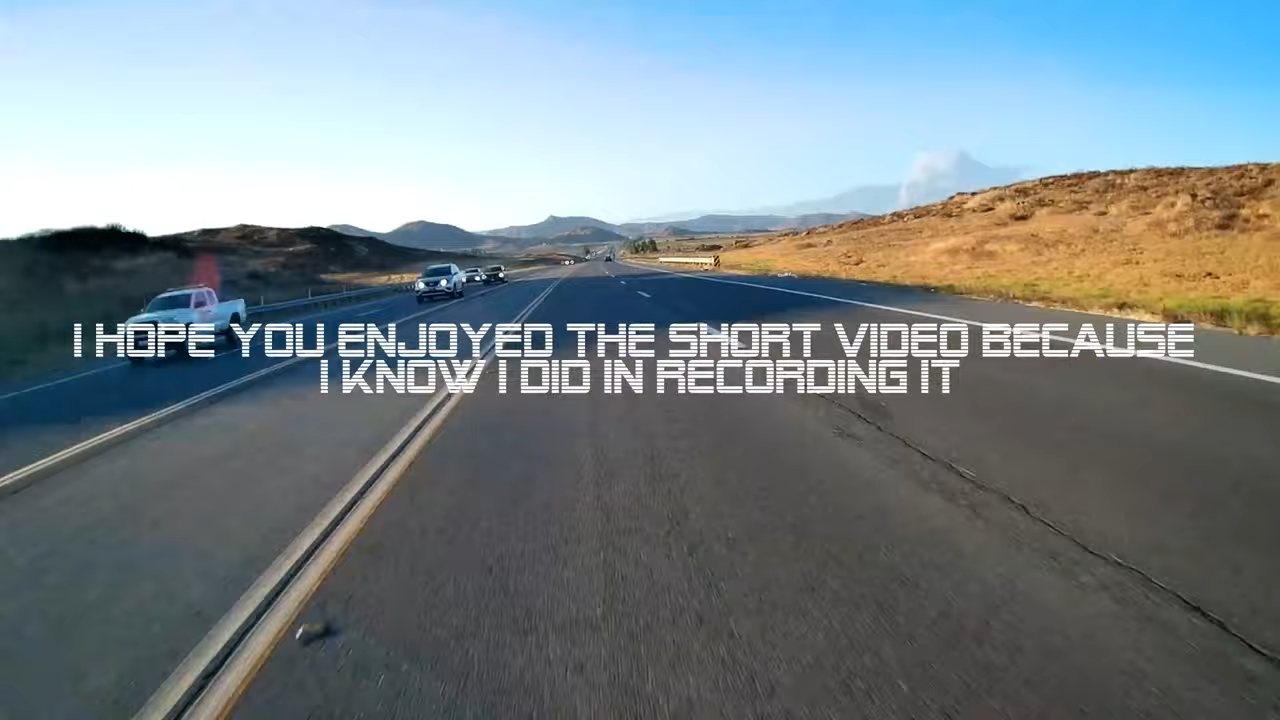 I HOPE YOU ENJOYED THE SHORT VIDEO BECAUSE
I KNOW I DID IN RECORDING IT